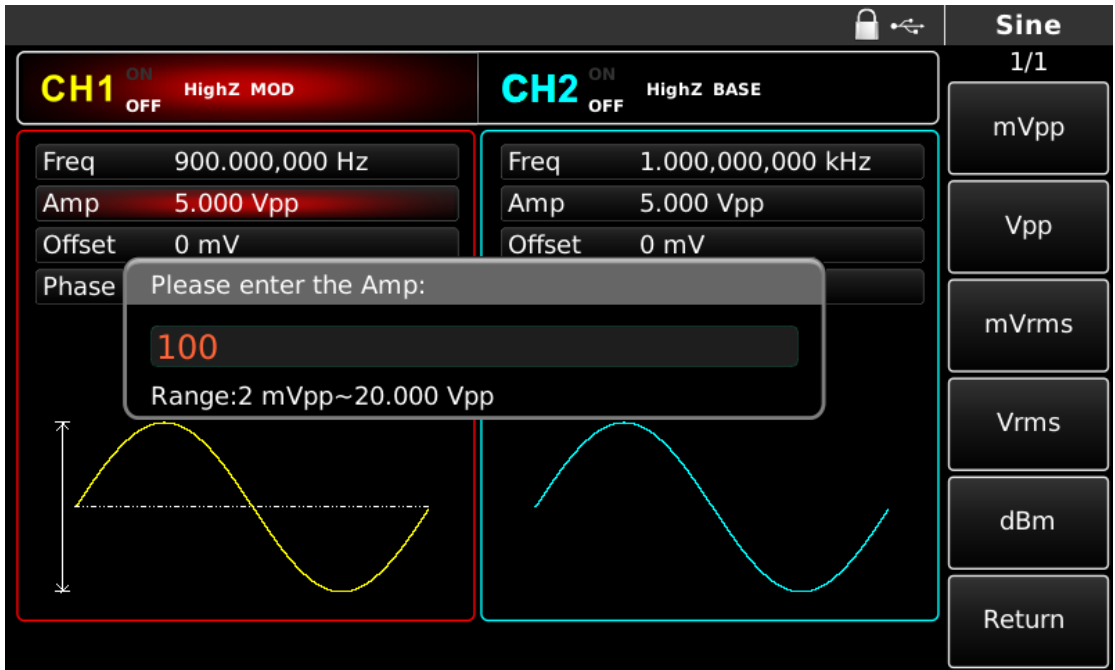 Sine
1/1
CH1 ON OFF HighZ MOD
CH2 ON OFF HighZ BASE
Freq 900.000,000 Hz
Amp 5.000 Vpp
Offset 0 mV
Phase
Freq 1.000,000,000 kHz
Amp 5.000 Vpp
Offset 0 mV
Please enter the Amp:
100
Range:2 mVpp~20.000 Vpp
mVpp
Vpp
mVrms
Vrms
dBm
Return